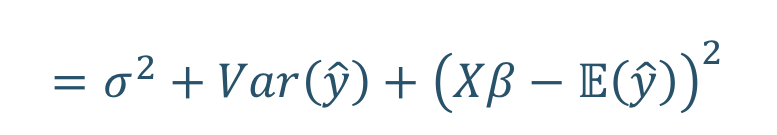 = σ² + Var(ŷ) + (Xβ − 𝔼(ŷ))²